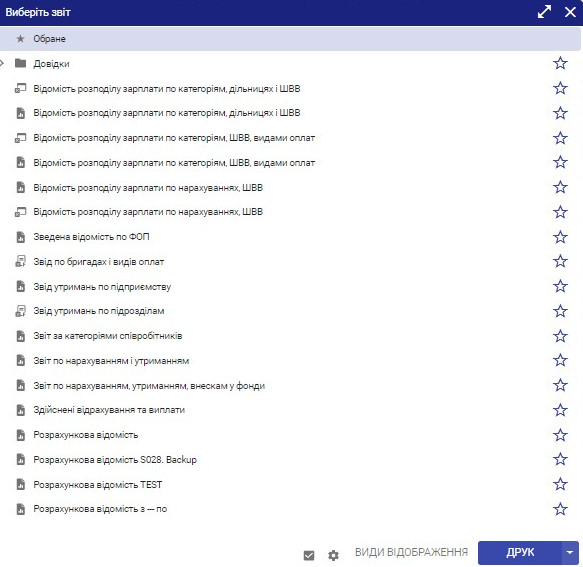 Виберіть звіт
Обране
Довідки
Відомість розподілу зарплати по категоріям, дільницях і ШВВ
Відомість розподілу зарплати по категоріям, дільницях і ШВВ
Відомість розподілу зарплати по категоріям, ШВВ, видами оплат
Відомість розподілу зарплати по категоріям, ШВВ, видами оплат
Відомість розподілу зарплати по нарахуваннях, ШВВ
Відомість розподілу зарплати по нарахуваннях, ШВВ
Зведена відомість по ФОП
Звід по бригадах і видів оплат
Звід утримань по підприємству
Звід утримань по підрозділам
Звіт за категоріями співробітників
Звіт по нарахуванням і утриманням
Звіт по нарахуванням, утриманням, внескам у фонди
Здійснені відрахування та виплати
Розрахункова відомість
Розрахункова відомість S028. Backup
Розрахункова відомість TEST
Розрахункова відомість з --- по
ВИДИ ВІДОБРАЖЕННЯ
ДРУК